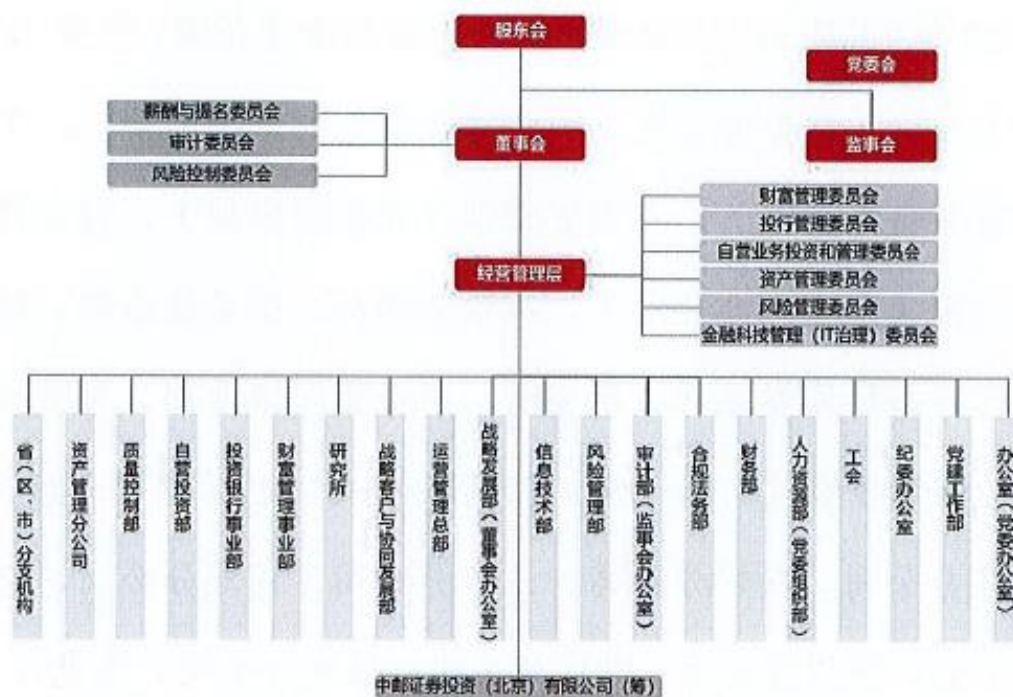 股东会
党委会
薪酬与提名委员会
审计委员会
风险控制委员会
董事会
监事会
财富管理委员会
投行管理委员会
自营业务投资和管理委员会
资产管理委员会
风险管理委员会
金融科技管理（IT治理）委员会
经营管理层
省（区、市）分支机构
资产管理分公司
质量控制部
自营投资部
投资银行事业部
财富管理事业部
研究所
战略客户与协同发展部
运营管理总部
战略发展部（董事会办公室）
信息技术部
风险管理部
审计部（监事会办公室）
合规法务部
财务部
人力资源部（党委组织部）
工会
纪委办公室
党建工作部
办公室（党委办公室）
中邮证券投资（北京）有限公司（筹）